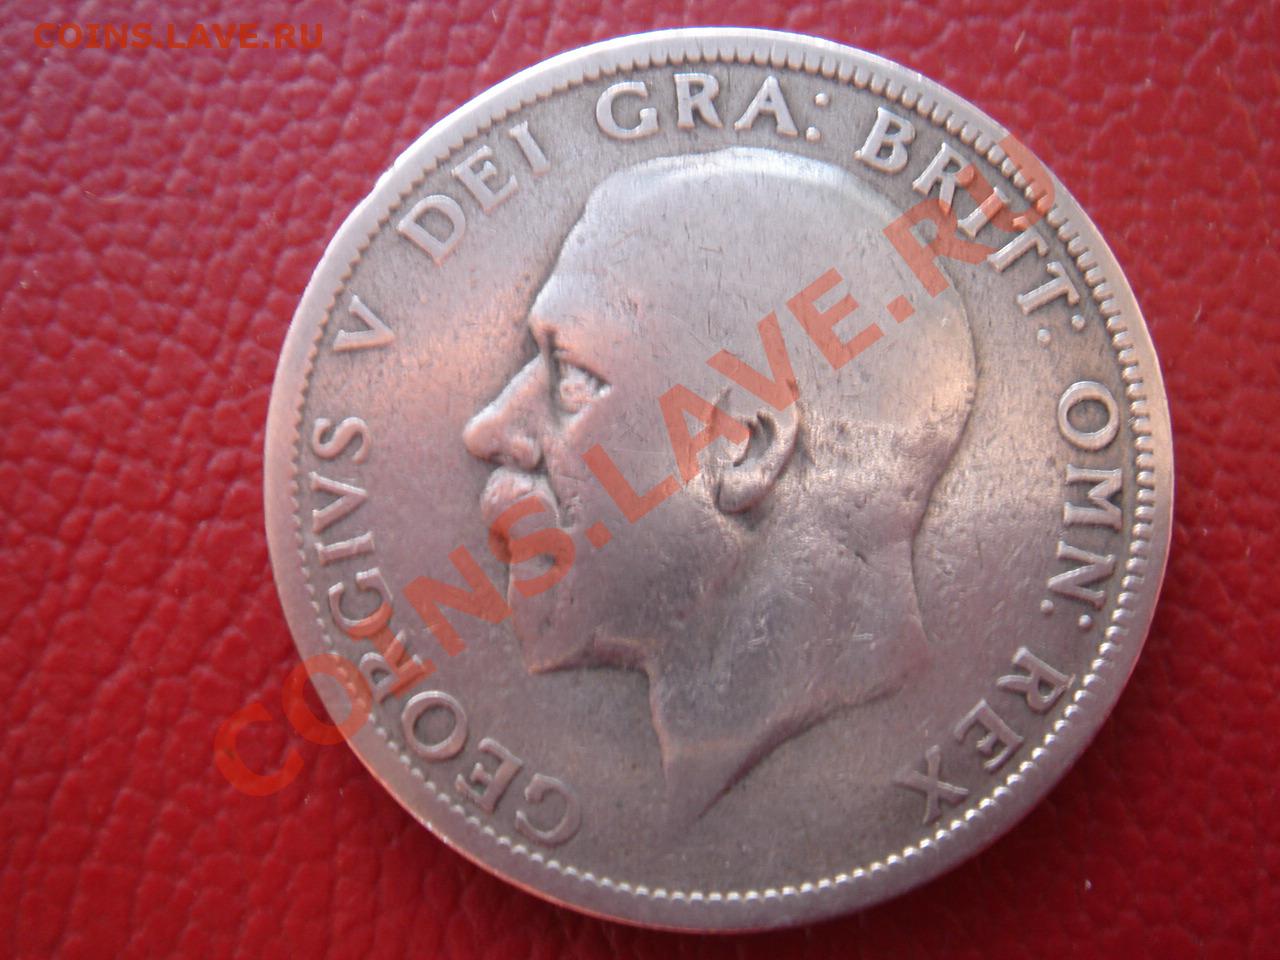 COINS.LAVE.RU
GEORGIVS V DEI GRA: BRITT: OMN: REX
COINS.LAVE.RU